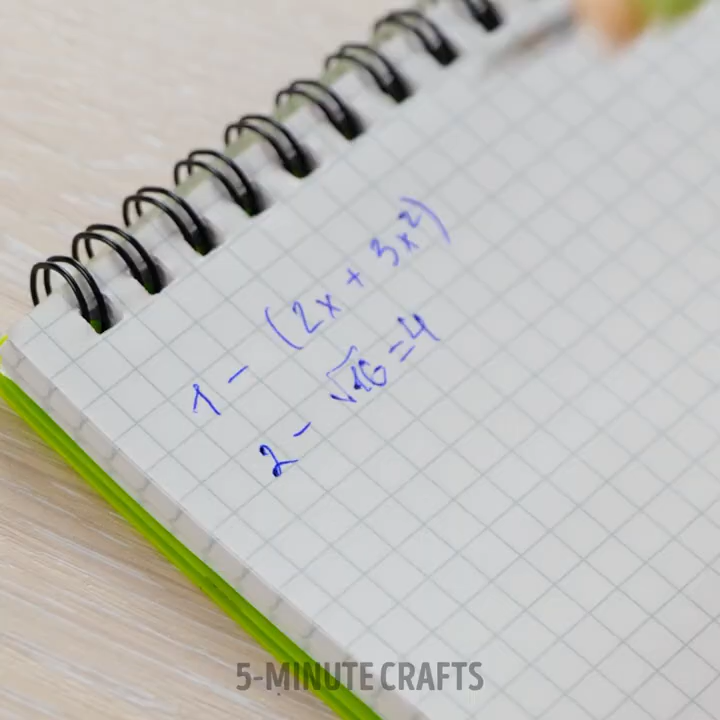 1 - (2x + 3x²)
2 - √16 = 4
5-MINUTE CRAFTS